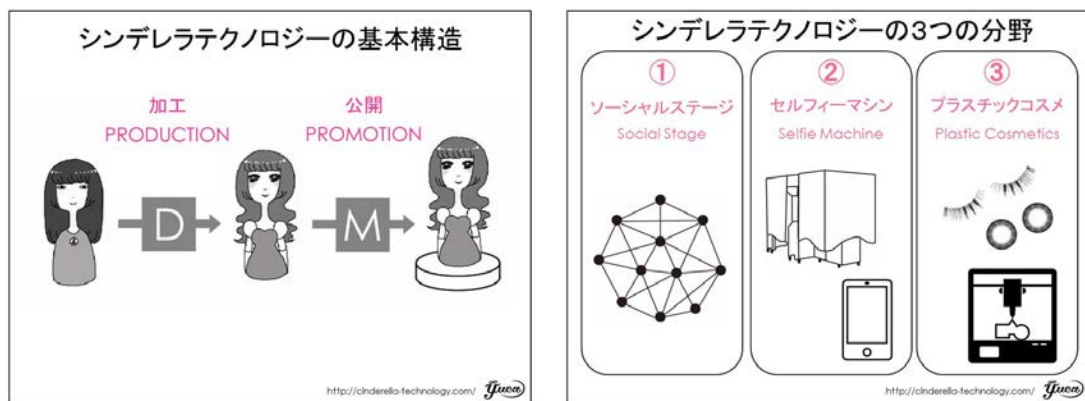 シンデレラテクノロジーの基本構造
加工
PRODUCTION
公開
PROMOTION
D
M
http://cinderella-technology.com/
yuca
シンデレラテクノロジーの3つの分野
①
ソーシャルステージ
Social Stage
②
セルフィーマシン
Selfie Machine
③
プラスチックコスメ
Plastic Cosmetics
http://cinderella-technology.com/
yuca